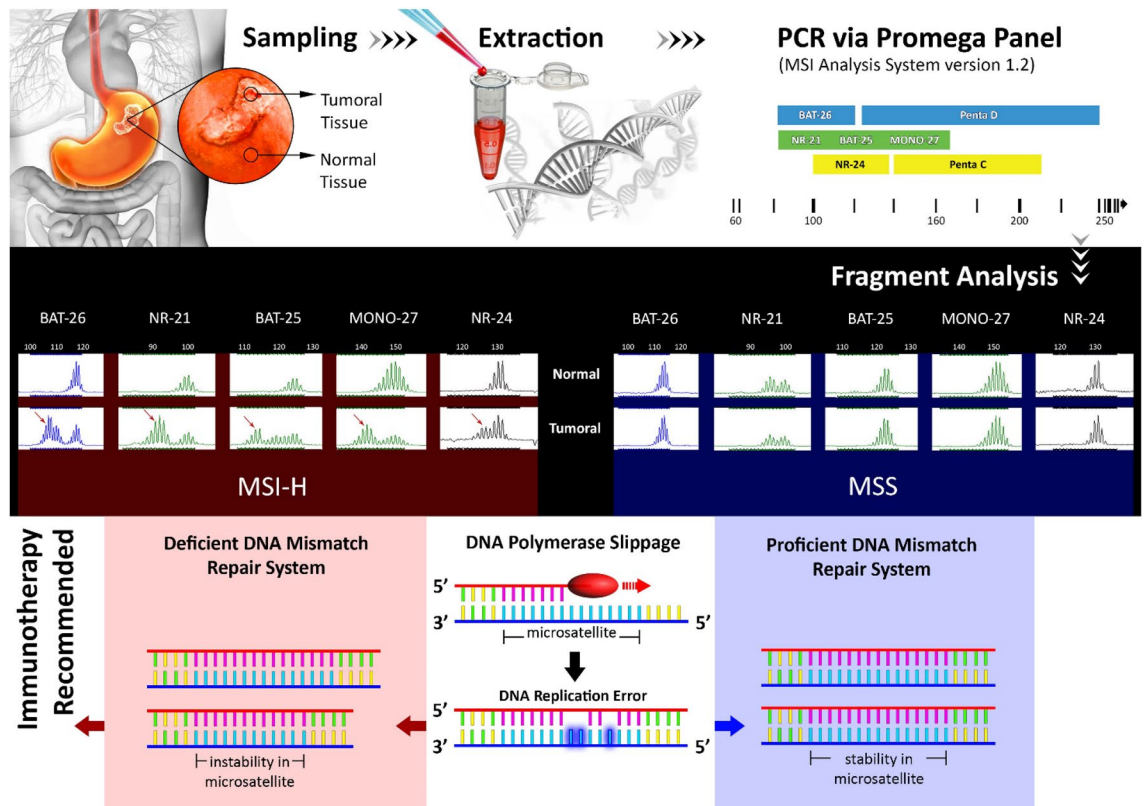 Sampling
Extraction
PCR via Promega Panel
(MSI Analysis System version 1.2)
Tumoral
Tissue
Normal
Tissue
BAT-26
Penta D
NR-21
BAT-25
MONO-27
NR-24
Penta C
60
100
160
200
250
Fragment Analysis
BAT-26
NR-21
BAT-25
MONO-27
NR-24
BAT-26
NR-21
BAT-25
MONO-27
NR-24
100 110 120
90 100
110 120 130
140 150
120 130
100 110 120
90 100
110 120 130
140 150
120 130
Normal
Tumoral
MSI-H
MSS
Immunotherapy
Recommended
Deficient DNA Mismatch
Repair System
instability in
microsatellite
DNA Polymerase Slippage
5’
3’
5’
microsatellite
DNA Replication Error
5’
3’
5’
Proficient DNA Mismatch
Repair System
stability in
microsatellite